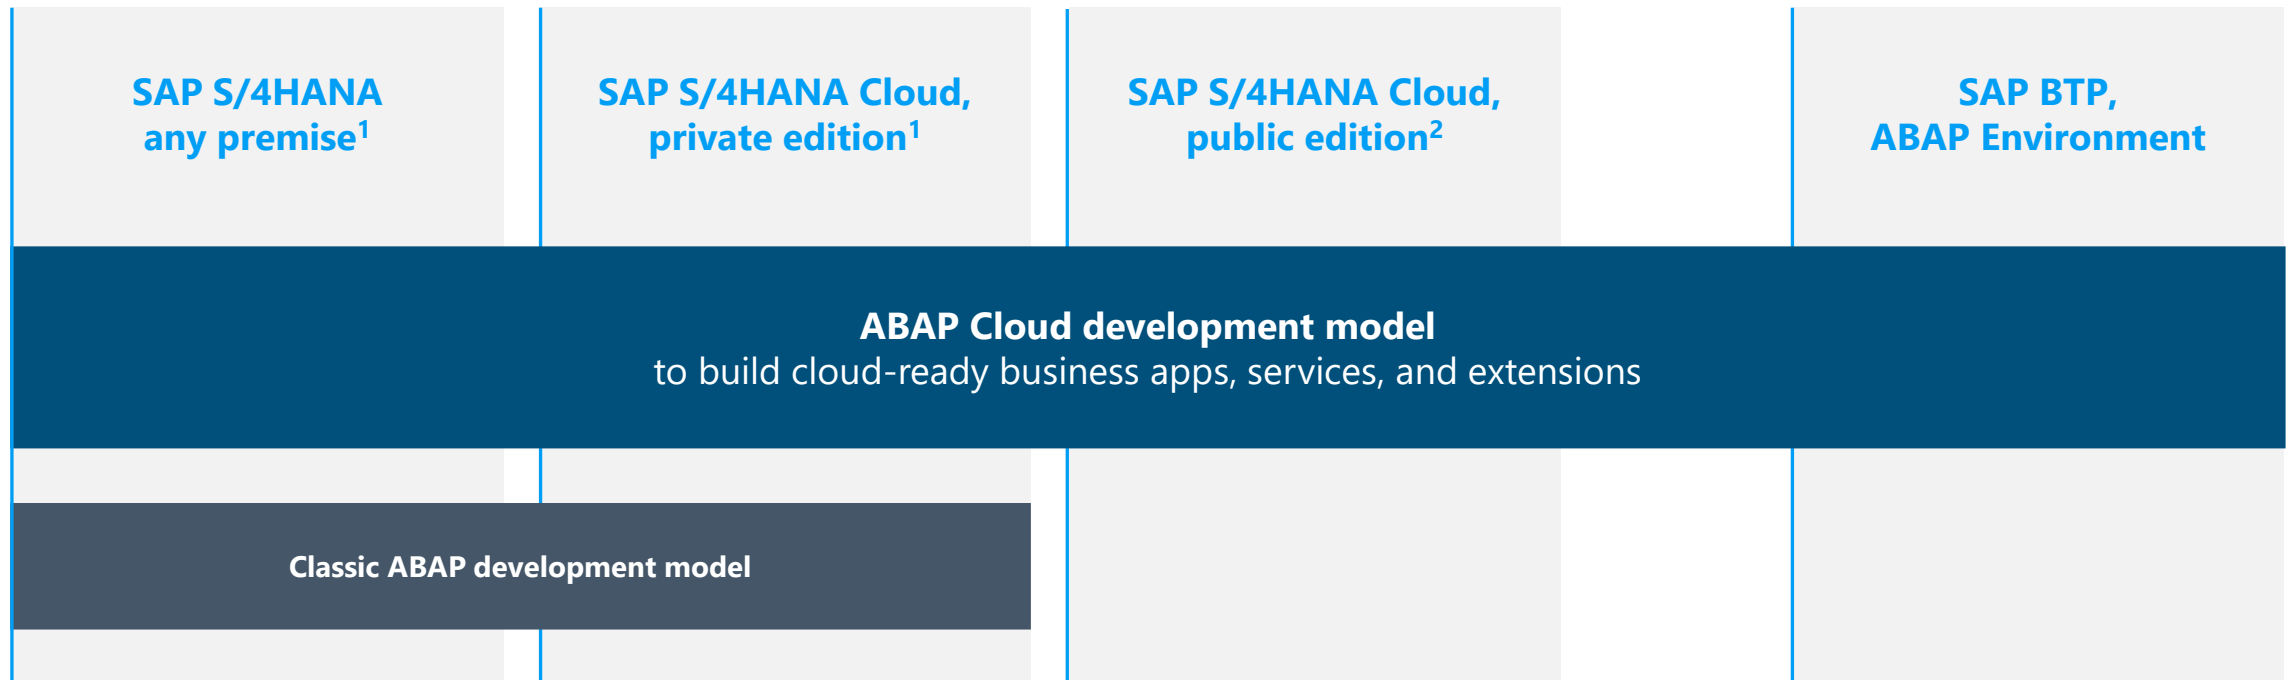 SAP S/4HANA
any premise¹
SAP S/4HANA Cloud,
private edition¹
SAP S/4HANA Cloud,
public edition²
SAP BTP,
ABAP Environment
ABAP Cloud development model
to build cloud-ready business apps, services, and extensions
Classic ABAP development model